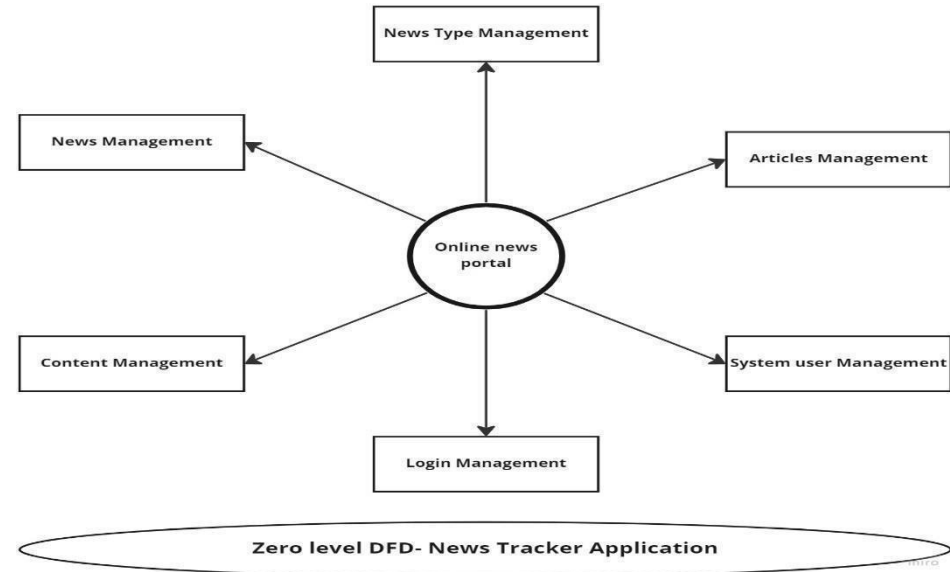 News Type Management
News Management
Articles Management
Online news
portal
Content Management
System user Management
Login Management
Zero level DFD- News Tracker Application
miro